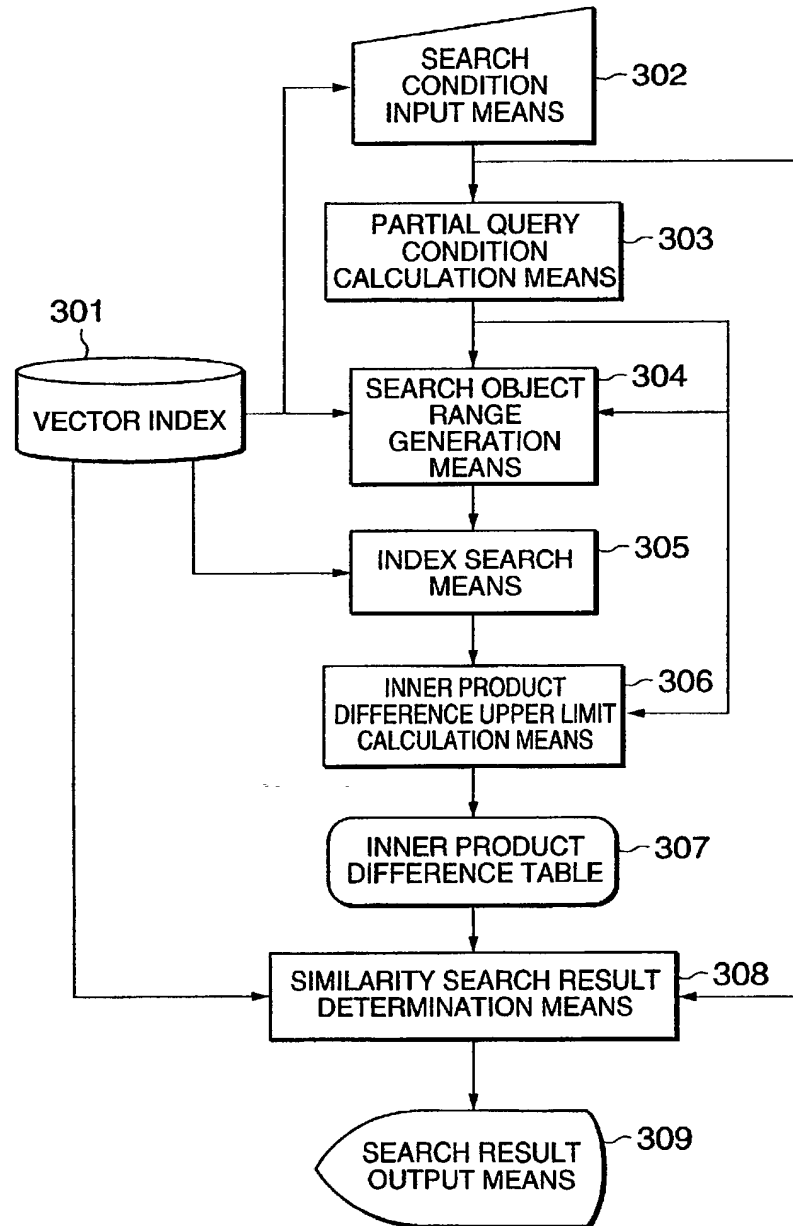 SEARCH
CONDITION
INPUT MEANS
302
PARTIAL QUERY
CONDITION
CALCULATION MEANS
303
301
VECTOR INDEX
SEARCH OBJECT
RANGE
GENERATION
MEANS
304
INDEX SEARCH
MEANS
305
INNER PRODUCT
DIFFERENCE UPPER LIMIT
CALCULATION MEANS
306
INNER PRODUCT
DIFFERENCE TABLE
307
SIMILARITY SEARCH RESULT
DETERMINATION MEANS
308
SEARCH RESULT
OUTPUT MEANS
309